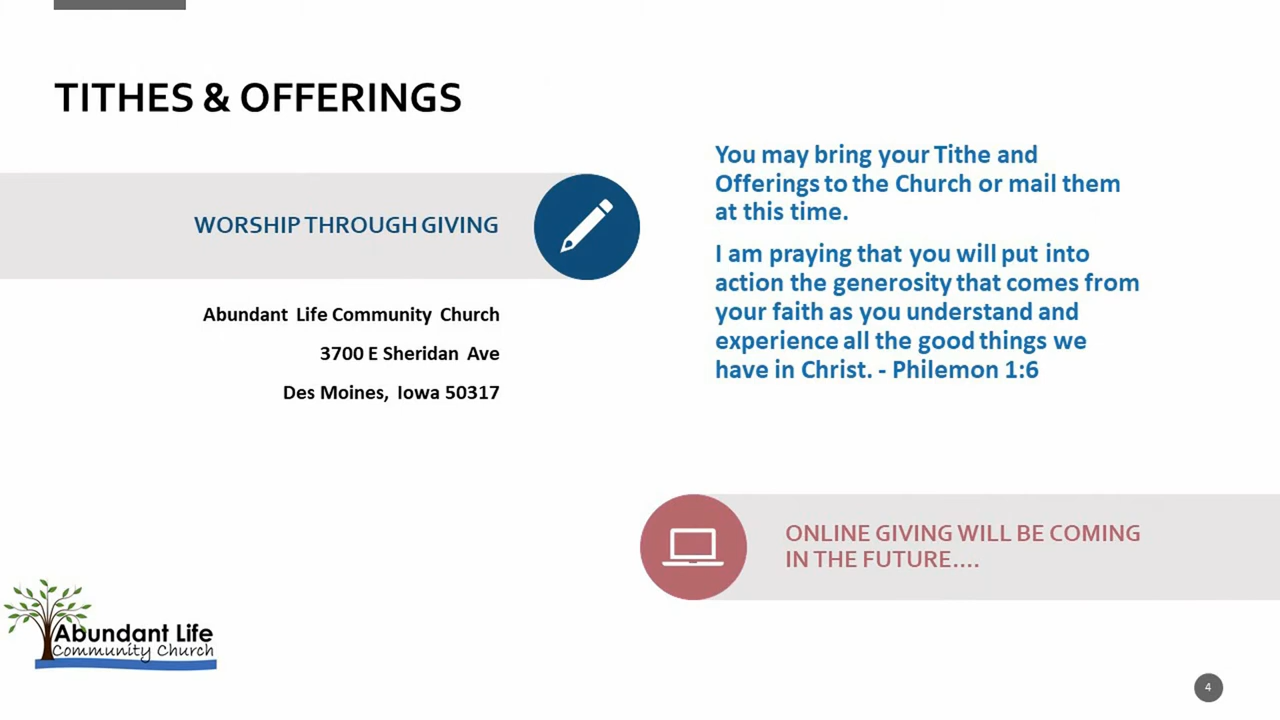 TITHES & OFFERINGS
WORSHIP THROUGH GIVING
Abundant Life Community Church
3700 E Sheridan Ave
Des Moines, Iowa 50317
You may bring your Tithe and
Offerings to the Church or mail them
at this time.
I am praying that you will put into
action the generosity that comes from
your faith as you understand and
experience all the good things we
have in Christ. - Philemon 1:6
ONLINE GIVING WILL BE COMING
IN THE FUTURE....
Abundant Life
Community Church
4